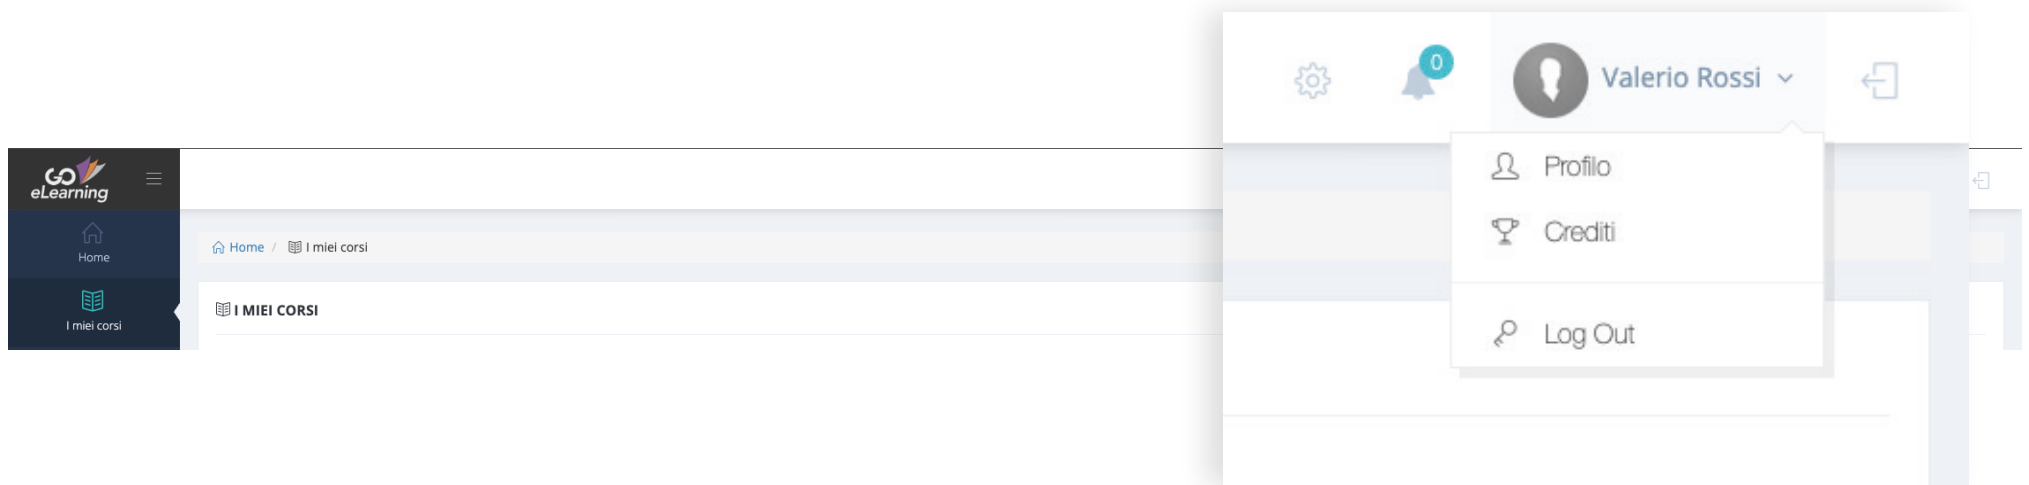 0
Valerio Rossi
Profilo
Crediti
Log Out
GO
eLearning
Home
I miei corsi
Home / I miei corsi
I MIEI CORSI